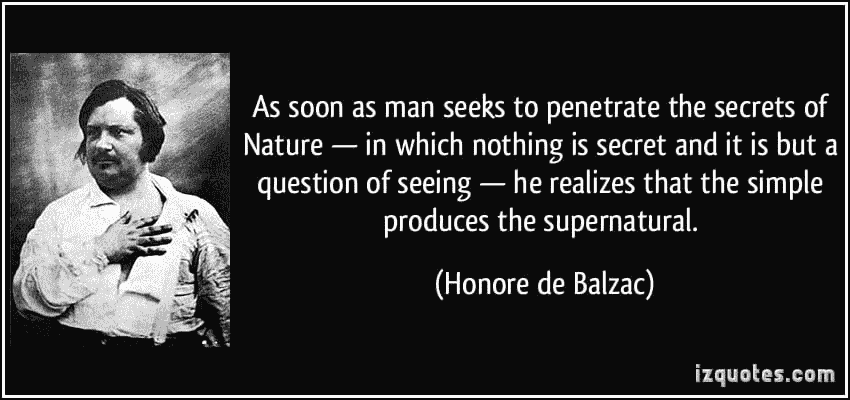 As soon as man seeks to penetrate the secrets of
Nature — in which nothing is secret and it is but a
question of seeing — he realizes that the simple
produces the supernatural.
(Honore de Balzac)
izquotes.com